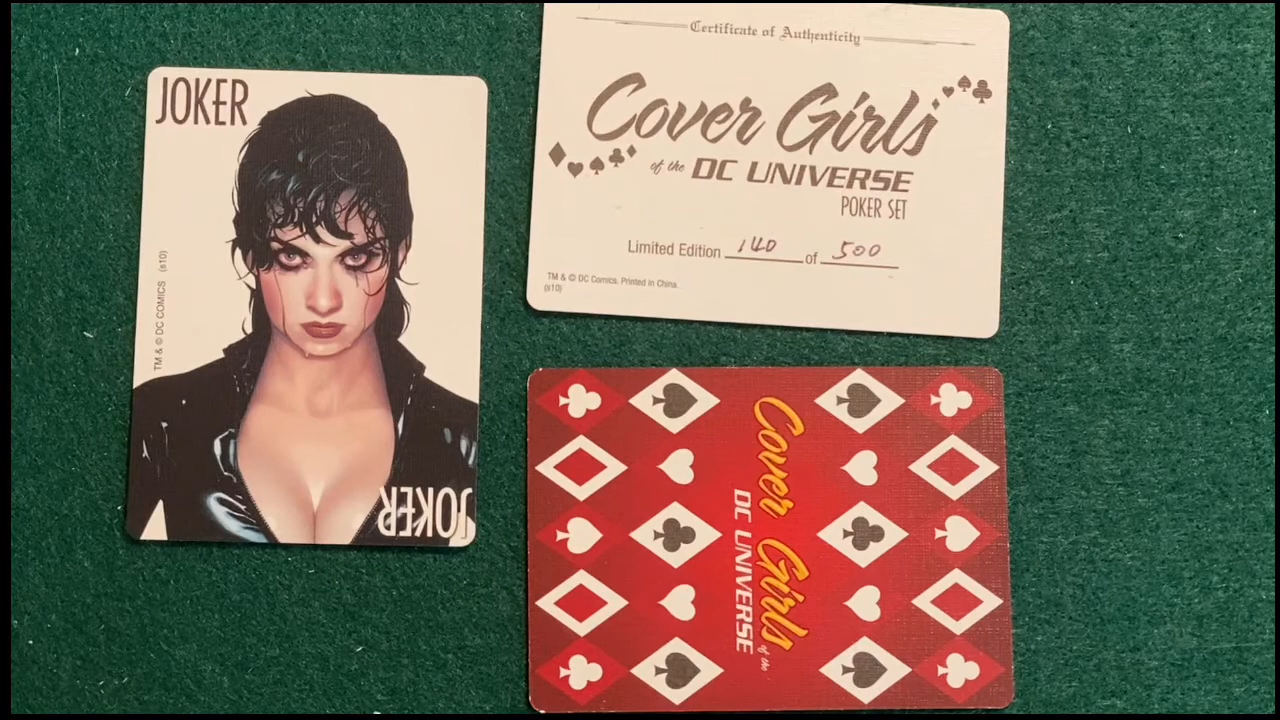 JOKER
TM & © DC COMICS (s10)
JOKER
Certificate of Authenticity
Cover Girls
of the DC UNIVERSE
POKER SET
Limited Edition 140 of 500
TM & © DC Comics. Printed in China.
(s10)
Cover Girls
of the
DC UNIVERSE